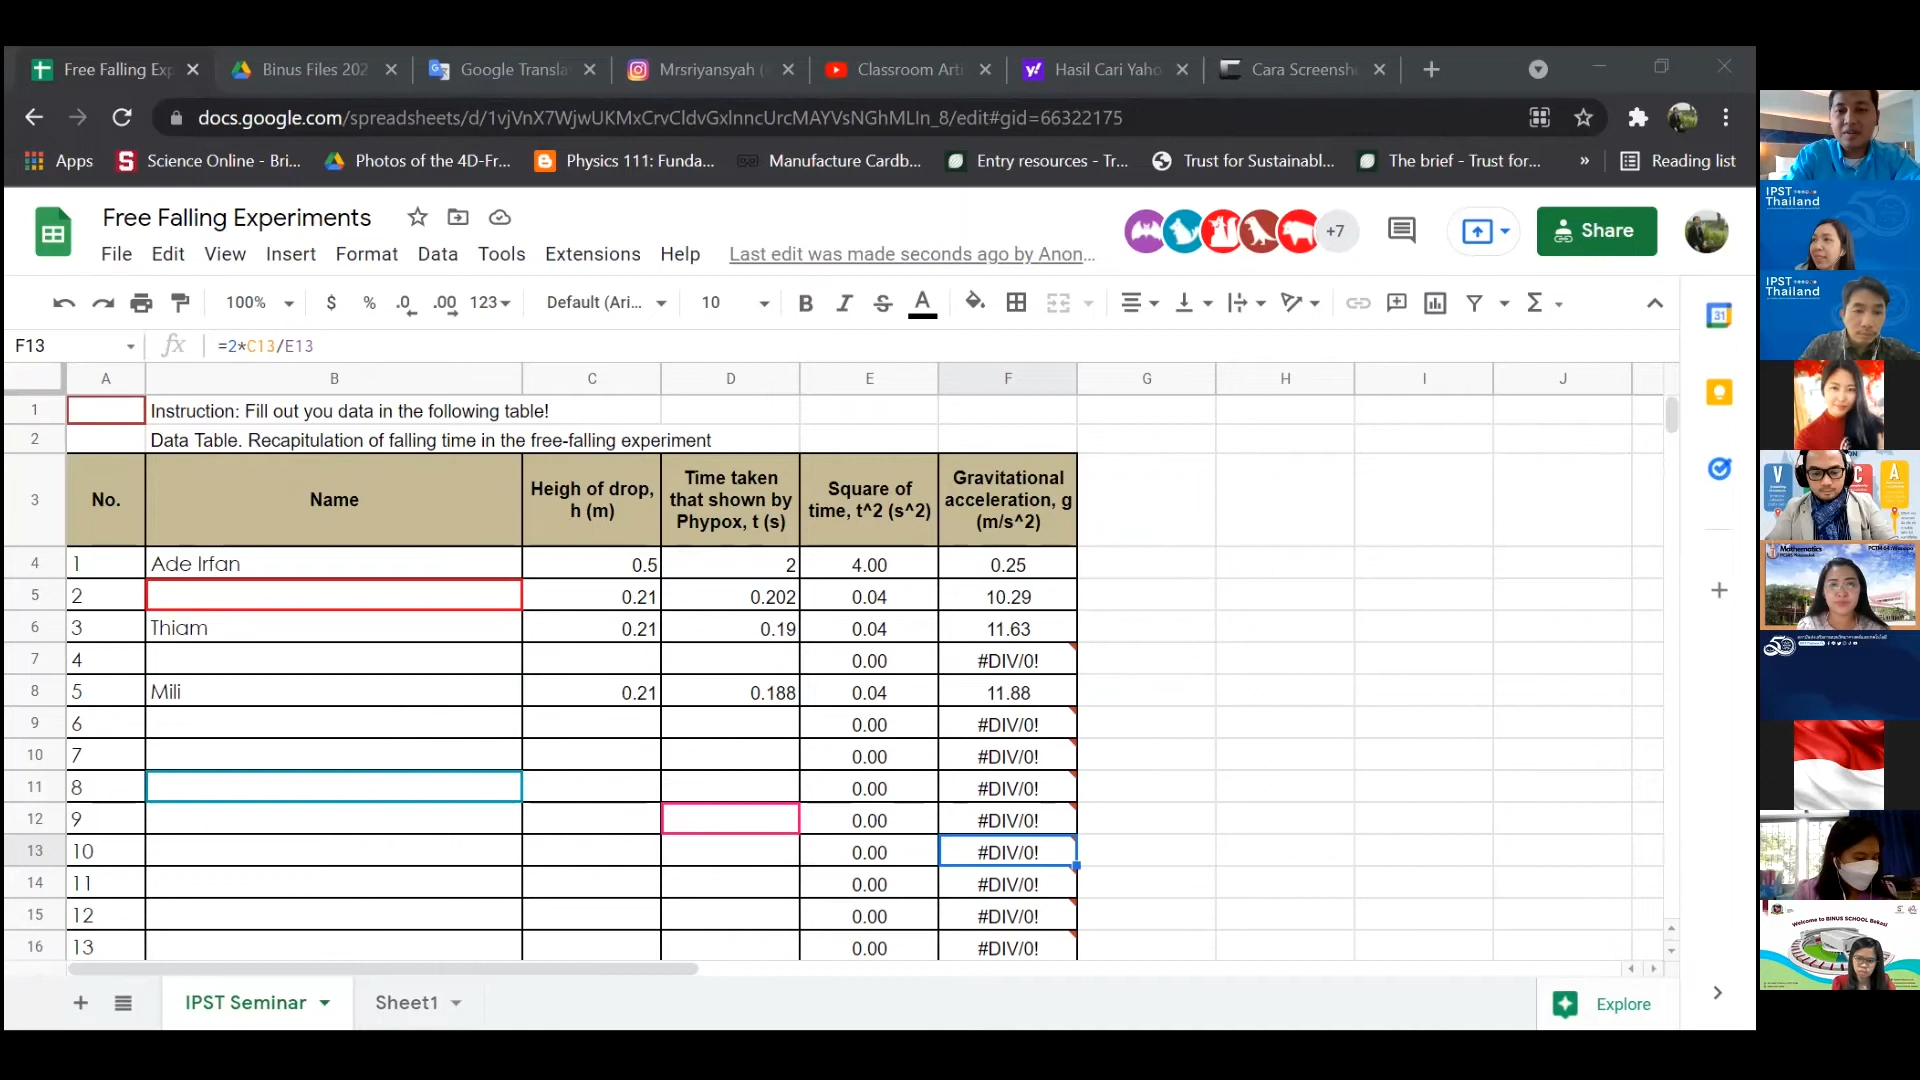 Free Falling Exp
Binus Files 202
Google Transla
Mrsriyansyah (
Classroom Arti
Hasil Cari Yaho
Cara Screensh
docs.google.com/spreadsheets/d/1vjVnX7WjwUKMxCrvCldvGxlnncUrcMAYVsNGhMLIn_8/edit#gid=66322175
Apps
Science Online - Bri...
Photos of the 4D-Fr...
Physics 111: Funda...
Manufacture Cardb...
Entry resources - Tr...
Trust for Sustainabl...
The brief - Trust for...
»
Reading list
Free Falling Experiments
+7
Share
File Edit View Insert Format Data Tools Extensions Help Last edit was made seconds ago by Anon...
100% $ % .0 .00 123 Default (Ari... 10 B I S A
31
F13 fx =2*C13/E13
A B C D E F G H I J
1 Instruction: Fill out you data in the following table!
2 Data Table. Recapitulation of falling time in the free-falling experiment
3 No. Name Heigh of drop, h (m) Time taken that shown by Phypox, t (s) Square of time, t^2 (s^2) Gravitational acceleration, g (m/s^2)
4 1 Ade Irfan 0.5 2 4.00 0.25
5 2 0.21 0.202 0.04 10.29
6 3 Thiam 0.21 0.19 0.04 11.63
7 4 0.00 #DIV/0!
8 5 Mili 0.21 0.188 0.04 11.88
9 6 0.00 #DIV/0!
10 7 0.00 #DIV/0!
11 8 0.00 #DIV/0!
12 9 0.00 #DIV/0!
13 10 0.00 #DIV/0!
14 11 0.00 #DIV/0!
15 12 0.00 #DIV/0!
16 13 0.00 #DIV/0!
IPST Seminar
Sheet1
Explore
IPST
Thailand
IPST
Thailand
V C A
Mathematics
50
Welcome to BINUS SCHOOL Bekasi